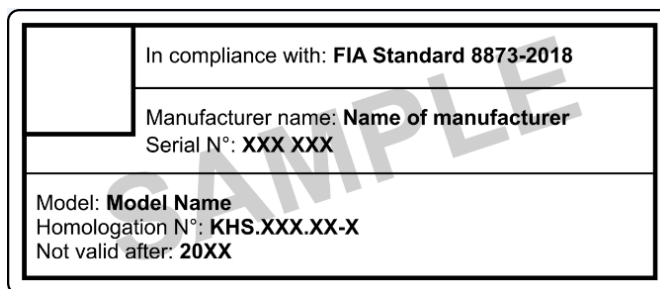 In compliance with: FIA Standard 8873-2018
Manufacturer name: Name of manufacturer
Serial N°: XXX XXX
SAMPLE
Model: Model Name
Homologation N°: KHS.XXX.XX-X
Not valid after: 20XX